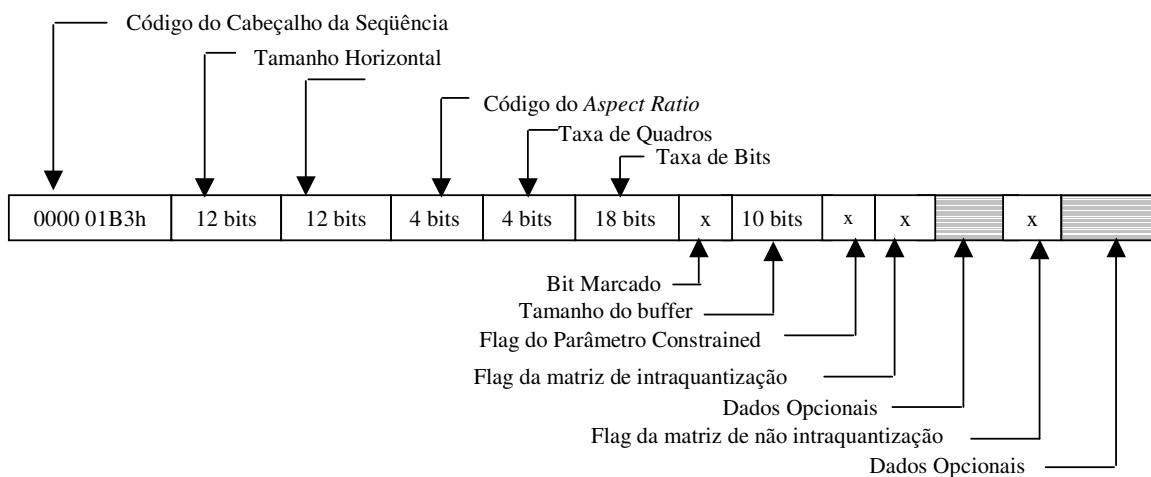 Código do Cabeçalho da Seqüência
Tamanho Horizontal
Código do Aspect Ratio
Taxa de Quadros
Taxa de Bits
0000 01B3h 12 bits 12 bits 4 bits 4 bits 18 bits x 10 bits x x x
Bit Marcado
Tamanho do buffer
Flag do Parâmetro Constrained
Flag da matriz de intraquantização
Dados Opcionais
Flag da matriz de não intraquantização
Dados Opcionais